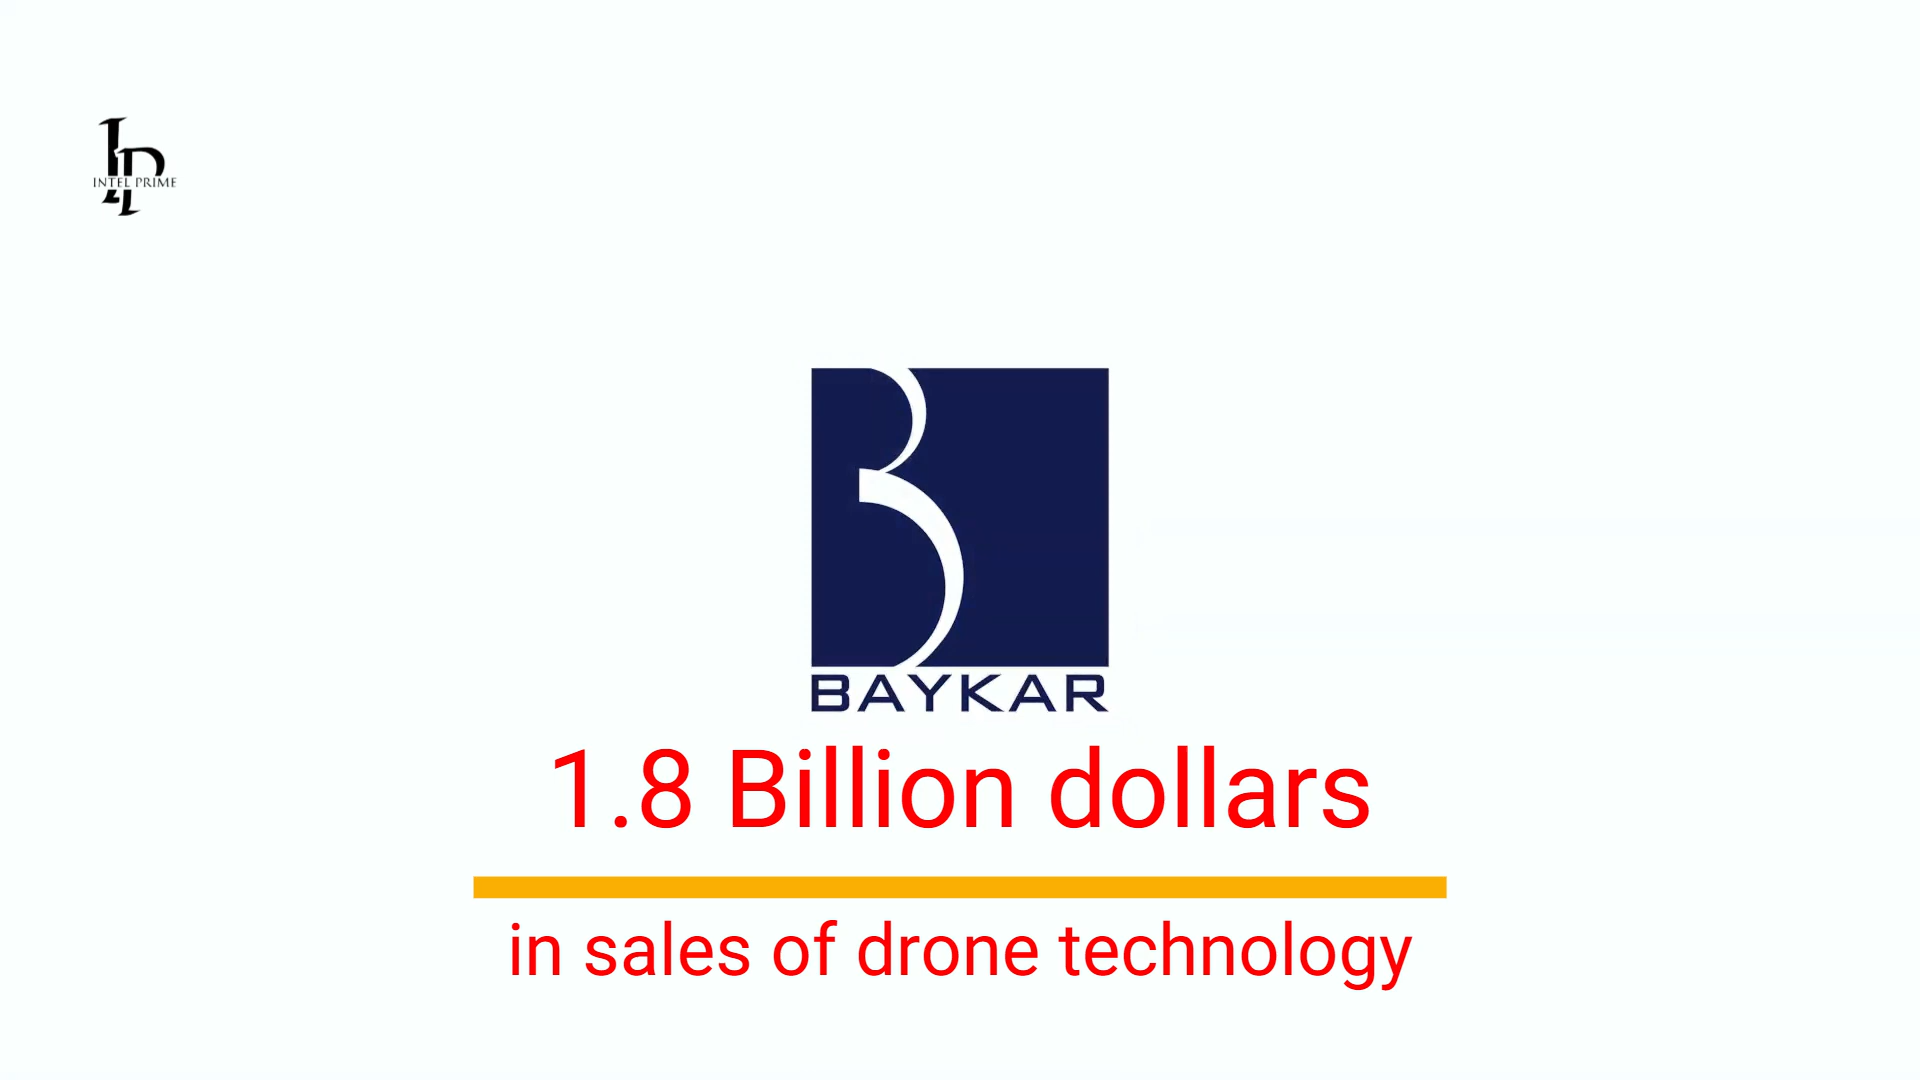 INTEL PRIME
BAYKAR
1.8 Billion dollars
in sales of drone technology